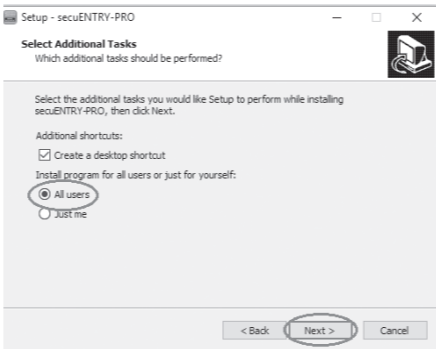 Setup - secuENTRY-PRO
Select Additional Tasks
Which additional tasks should be performed?
Select the additional tasks you would like Setup to perform while installing
secuENTRY-PRO, then click Next.
Additional shortcuts:
Create a desktop shortcut
Install program for all users or just for yourself:
All users
Just me
< Back Next > Cancel